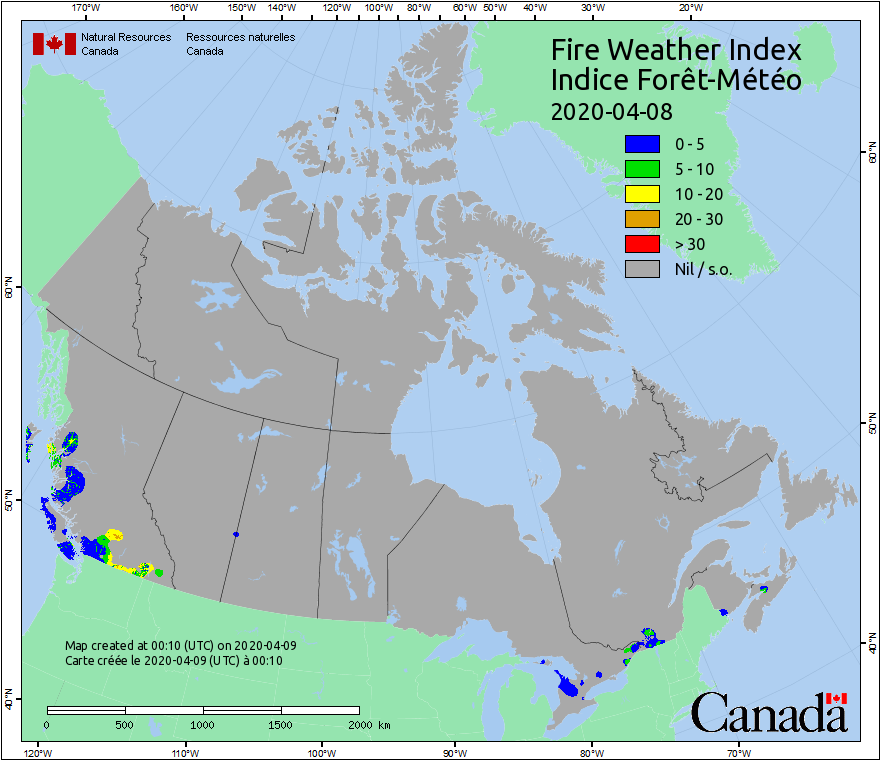 170°W 160°W 150°W 140°W 130°W 120°W 110°W 100°W 90°W 80°W 70°W 60°W 50°W 40°W 30°W 20°W
Natural Resources Canada
Ressources naturelles Canada
Fire Weather Index
Indice Forêt-Météo
2020-04-08
0 - 5
5 - 10
10 - 20
20 - 30
> 30
Nil / s.o.
60°N
50°N
40°N
60°N
50°N
40°N
Map created at 00:10 (UTC) on 2020-04-09
Carte créée le 2020-04-09 (UTC) à 00:10
0 500 1000 1500 2000 km
Canada
120°W 110°W 100°W 90°W 80°W 70°W